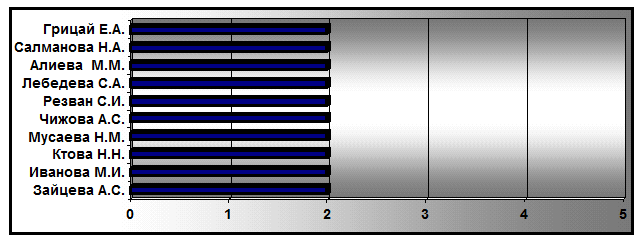 Грицай Е.А.
Салманова Н.А.
Алиева М.М.
Лебедева С.А.
Резван С.И.
Чижова А.С.
Мусаева Н.М.
Ктова Н.Н.
Иванова М.И.
Зайцева А.С.
0 1 2 3 4 5